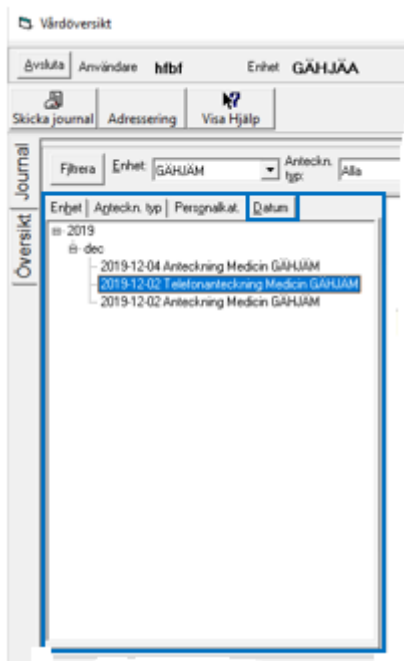 Vårdöversikt
Avsluta Användare hfbf Enhet GÄHJÄA
Skicka journal Adressering Visa Hjälp
Journal
Översikt
Filtrera Enhet: GÄHJÄM Anteckn. typ: Alla
Enhet Anteckn. typ Personalkat. Datum
2019
dec
2019-12-04 Anteckning Medicin GÄHJÄM
2019-12-02 Telefonanteckning Medicin GÄHJÄM
2019-12-02 Anteckning Medicin GÄHJÄM